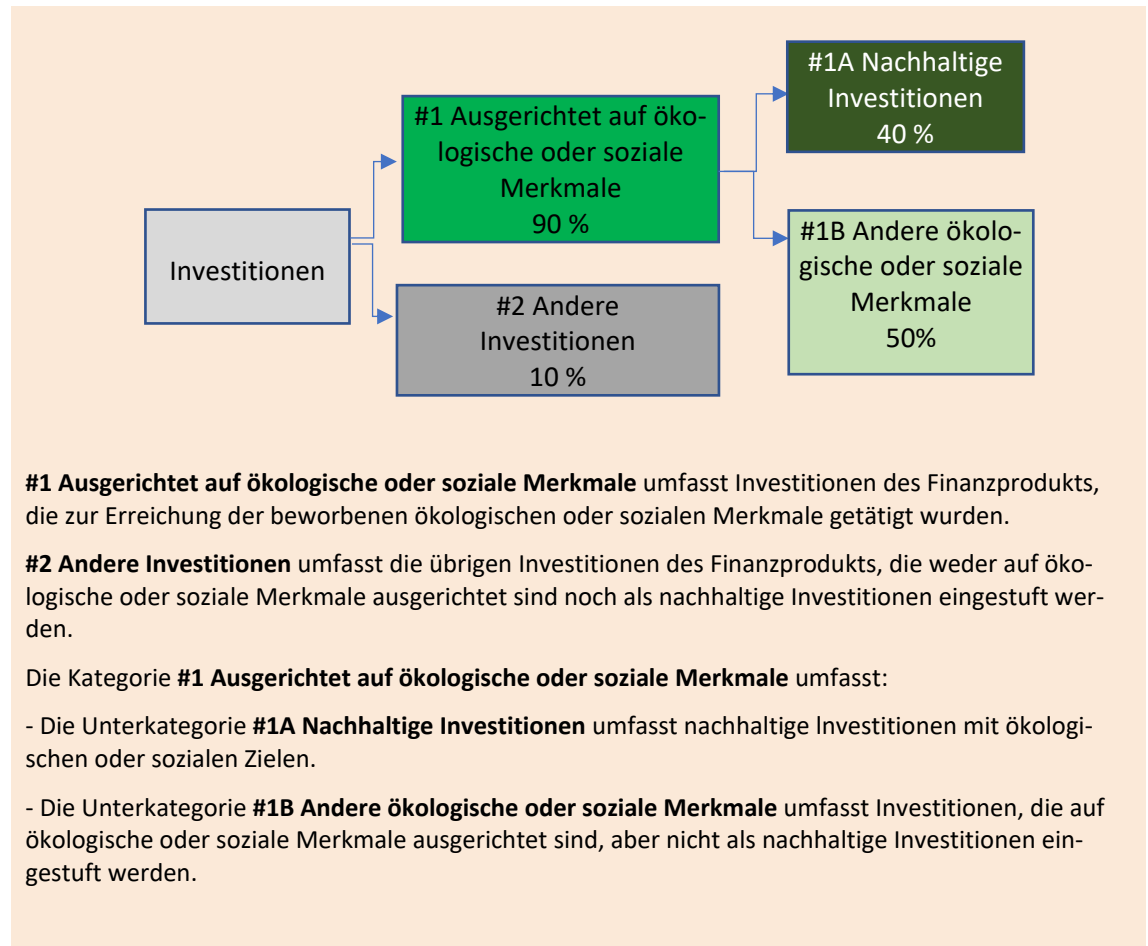 #1A Nachhaltige
Investitionen
40 %
#1 Ausgerichtet auf öko-
logische oder soziale
Merkmale
90 %
#1B Andere ökolo-
gische oder soziale
Merkmale
50%
Investitionen
#2 Andere
Investitionen
10 %
#1 Ausgerichtet auf ökologische oder soziale Merkmale umfasst Investitionen des Finanzprodukts,
die zur Erreichung der beworbenen ökologischen oder sozialen Merkmale getätigt wurden.
#2 Andere Investitionen umfasst die übrigen Investitionen des Finanzprodukts, die weder auf öko-
logische oder soziale Merkmale ausgerichtet sind noch als nachhaltige Investitionen eingestuft wer-
den.
Die Kategorie #1 Ausgerichtet auf ökologische oder soziale Merkmale umfasst:
- Die Unterkategorie #1A Nachhaltige Investitionen umfasst nachhaltige lnvestitionen mit ökologi-
schen oder sozialen Zielen.
- Die Unterkategorie #1B Andere ökologische oder soziale Merkmale umfasst Investitionen, die auf
ökologische oder soziale Merkmale ausgerichtet sind, aber nicht als nachhaltige Investitionen ein-
gestuft werden.